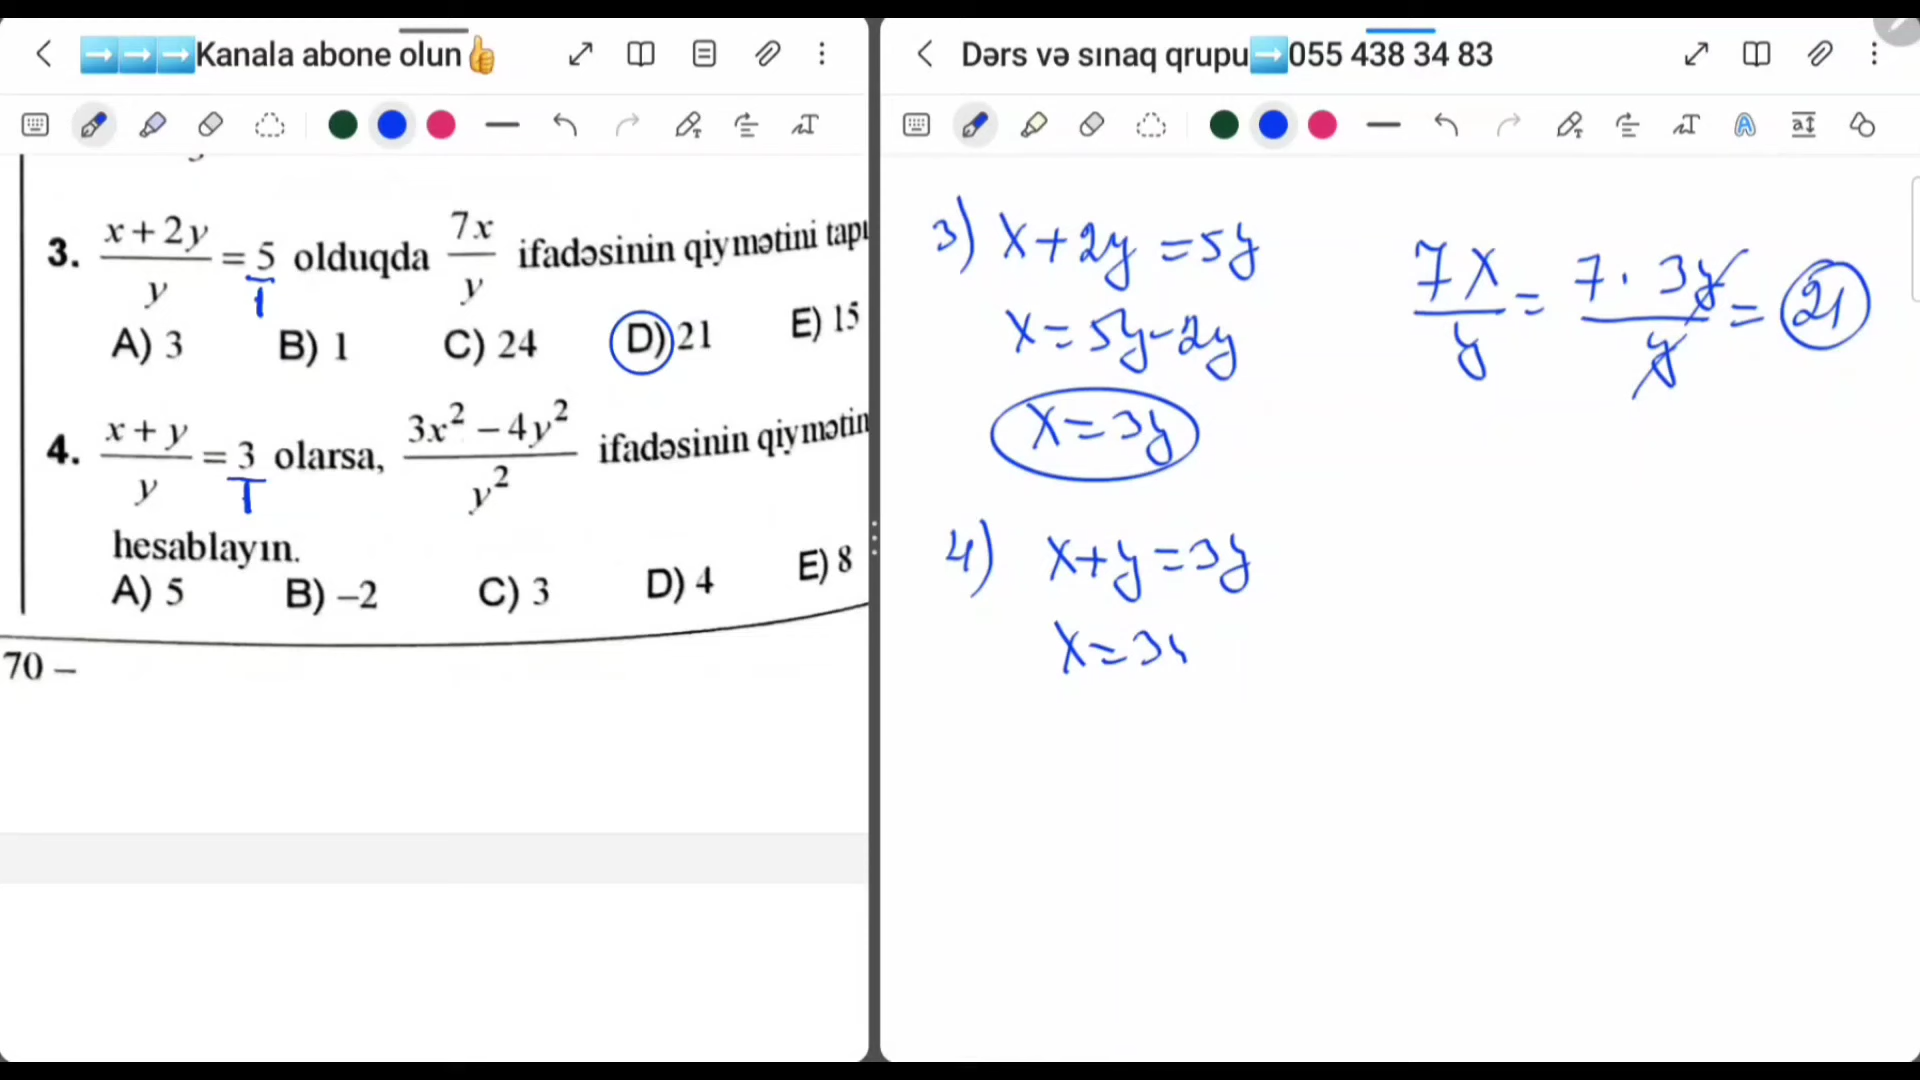 ➡➡➡Kanala abone olun👍
3. (x + 2y)/y = 5 olduqda 7x/y ifadəsinin qiymətini
1
A) 3 B) 1 C) 24 D) 21 E) 15
4. (x + y)/y = 3 olarsa, (3x² − 4y²)/y² ifadəsinin
1
hesablayın.
A) 5 B) –2 C) 3 D) 4 E) 8
70 –
Dərs və sınaq qrupu➡055 438 34 83
3) x+2y=5y
x=5y-2y
x=3y
7x/y = 7·3y/y = 21
4) x+y=3y
x=3